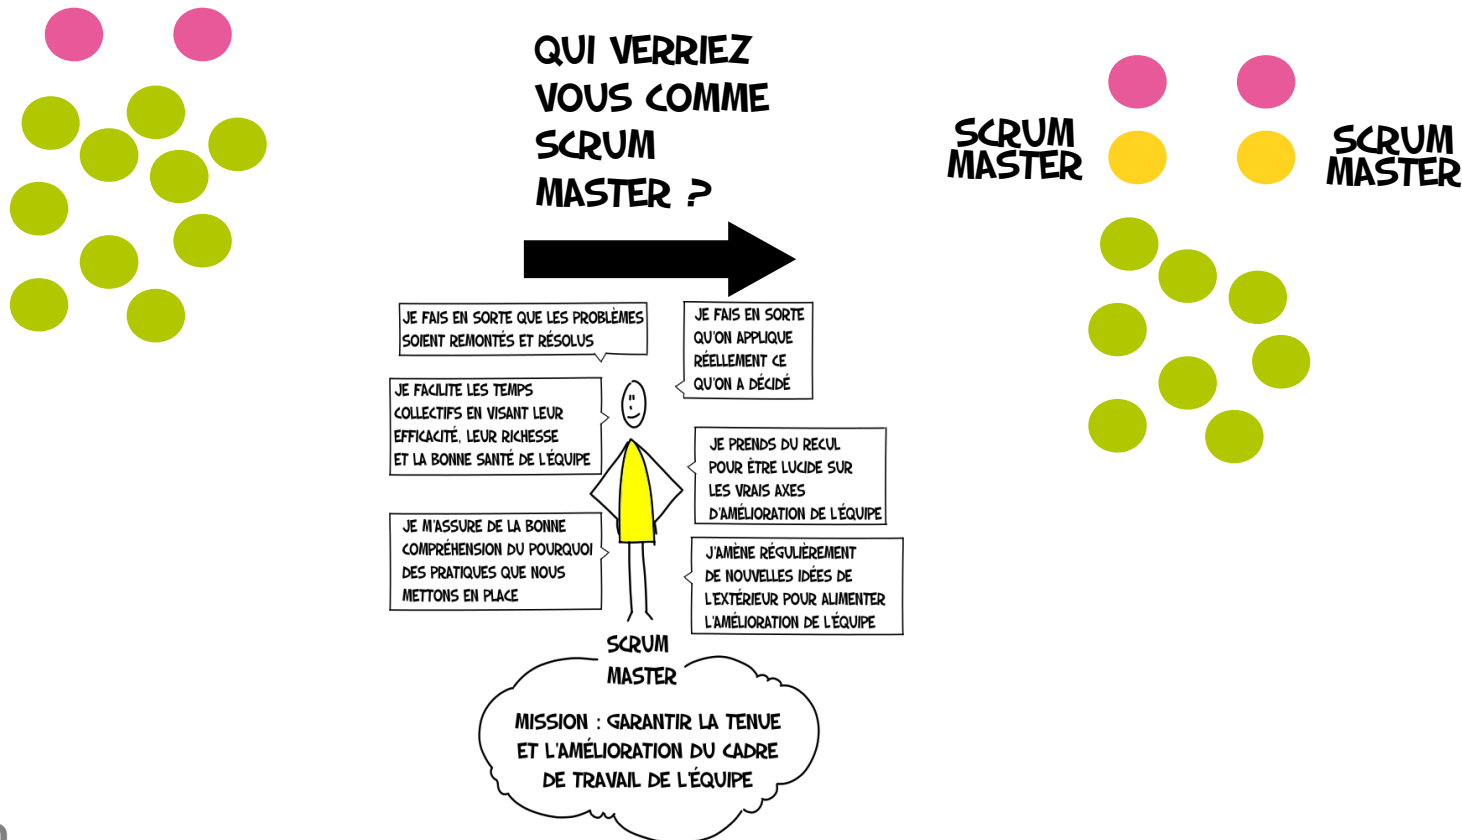 QUI VERRIEZ
VOUS COMME
SCRUM
MASTER ?
SCRUM
MASTER
SCRUM
MASTER
JE FAIS EN SORTE QUE LES PROBLÈMES
SOIENT REMONTÉS ET RÉSOLUS
JE FAIS EN SORTE
QU'ON APPLIQUE
RÉELLEMENT CE
QU'ON A DÉCIDÉ
JE FACILITE LES TEMPS
COLLECTIFS EN VISANT LEUR
EFFICACITÉ, LEUR RICHESSE
ET LA BONNE SANTÉ DE L'ÉQUIPE
JE PRENDS DU RECUL
POUR ÊTRE LUCIDE SUR
LES VRAIS AXES
D'AMÉLIORATION DE L'ÉQUIPE
JE M'ASSURE DE LA BONNE
COMPRÉHENSION DU POURQUOI
DES PRATIQUES QUE NOUS
METTONS EN PLACE
J'AMÈNE RÉGULIÈREMENT
DE NOUVELLES IDÉES DE
L'EXTÉRIEUR POUR ALIMENTER
L'AMÉLIORATION DE L'ÉQUIPE
SCRUM
MASTER
MISSION : GARANTIR LA TENUE
ET L'AMÉLIORATION DU CADRE
DE TRAVAIL DE L'ÉQUIPE